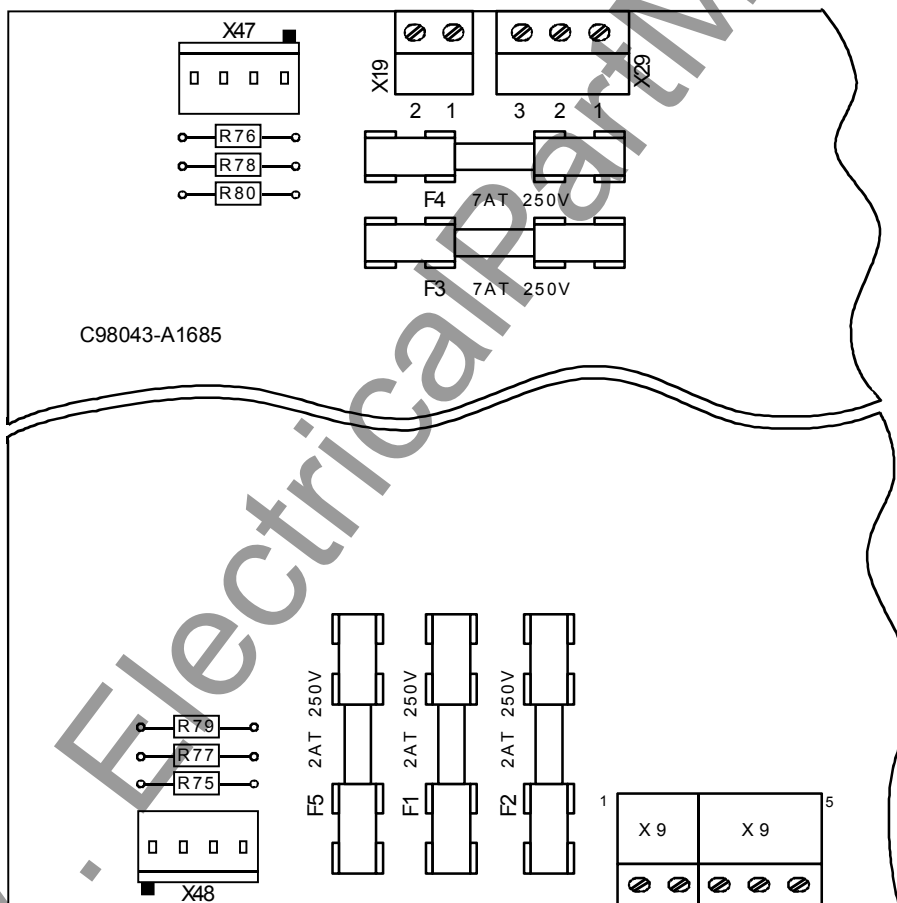 X47
X19
X29
2 1 3 2 1
R76
R78
R80
F4 7AT 250V
F3 7AT 250V
C98043-A1685
R79
R77
R75
F5 2AT 250V
F1 2AT 250V
F2 2AT 250V
1 5
X 9 X 9
X48
. ElectricalPartM